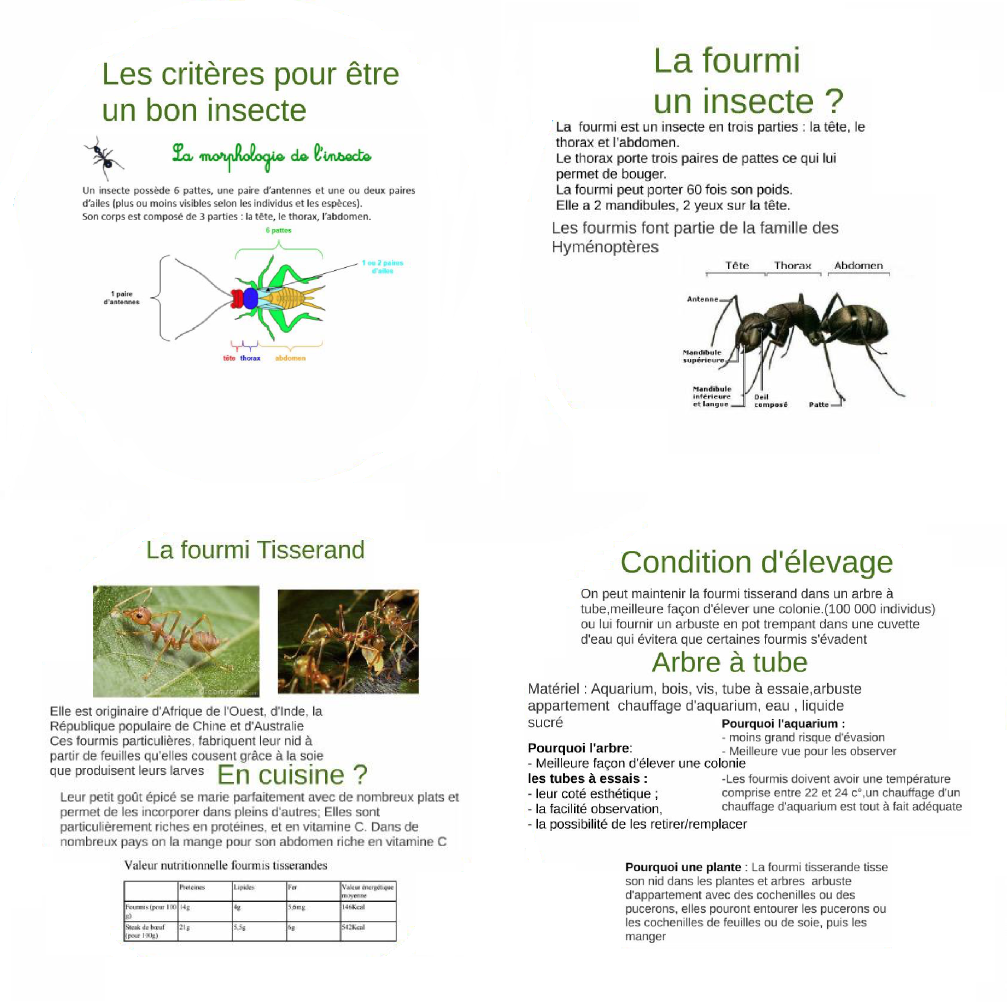 Les critères pour être
un bon insecte
La morphologie de l'insecte
Un insecte possède 6 pattes, une paire d'antennes et une ou deux paires
d'ailes (plus ou moins visibles selon les individus et les espèces).
Son corps est composé de 3 parties : la tête, le thorax, l'abdomen.
6 pattes
1 ou 2 paires
d'ailes
1 paire
d'antennes
tête thorax abdomen
La fourmi
un insecte ?
La fourmi est un insecte en trois parties : la tête, le
thorax et l'abdomen.
Le thorax porte trois paires de pattes ce qui lui
permet de bouger.
La fourmi peut porter 60 fois son poids.
Elle a 2 mandibules, 2 yeux sur la tête.
Les fourmis font partie de la famille des
Hyménoptères
Tête Thorax Abdomen
Antenne
Mandibule
supérieure
Mandibule
inférieure
et langue
Oeil
composé
Patte
La fourmi Tisserand
Elle est originaire d'Afrique de l'Ouest, d'Inde, la
République populaire de Chine et d'Australie
Ces fourmis particulières, fabriquent leur nid à
partir de feuilles qu'elles cousent grâce à la soie
que produisent leurs larves
En cuisine ?
Leur petit goût épicé se marie parfaitement avec de nombreux plats et
permet de les incorporer dans pleins d'autres; Elles sont
particulièrement riches en protéines, et en vitamine C. Dans de
nombreux pays on la mange pour son abdomen riche en vitamine C
Valeur nutritionnelle fourmis tisserandes
Proteines Lipides Fer Valeur énergétique
moyenne
Fourmis (pour 100
g) 14g 4g 5,6mg 146Kcal
Steak de bœuf
(pour 100g) 21g 5,5g 6g 542Kcal
Condition d'élevage
On peut maintenir la fourmi tisserand dans un arbre à
tube,meilleure façon d'élever une colonie.(100 000 individus)
ou lui fournir un arbuste en pot trempant dans une cuvette
d'eau qui évitera que certaines fourmis s'évadent
Arbre à tube
Matériel : Aquarium, bois, vis, tube à essaie,arbuste
appartement chauffage d'aquarium, eau , liquide
sucré
Pourquoi l'arbre:
- Meilleure façon d'élever une colonie
les tubes à essais :
- leur coté esthétique ;
- la facilité observation,
- la possibilité de les retirer/remplacer
Pourquoi l'aquarium :
- moins grand risque d'évasion
- Meilleure vue pour les observer
-Les fourmis doivent avoir une température
comprise entre 22 et 24 c°,un chauffage d'un
chauffage d'aquarium est tout à fait adéquate
Pourquoi une plante : La fourmi tisserande tisse
son nid dans les plantes et arbres arbuste
d'appartement avec des cochenilles ou des
pucerons, elles pouront entourer les pucerons ou
les cochenilles de feuilles ou de soie, puis les
manger